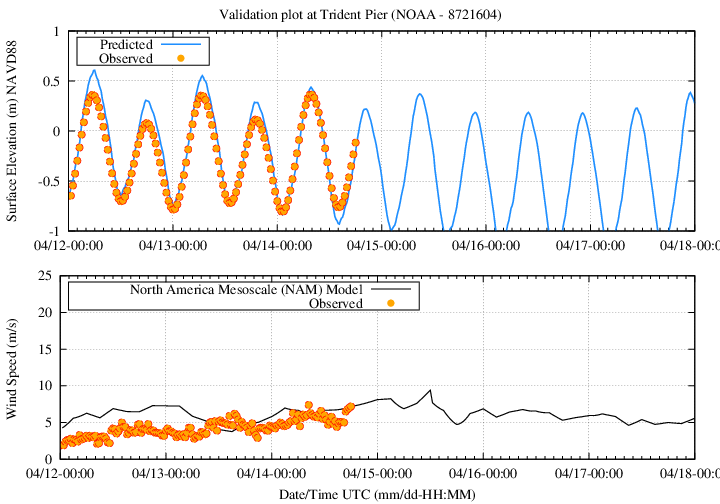 Validation plot at Trident Pier (NOAA - 8721604)
Surface Elevation (m) NAVD88
1
0.5
0
-0.5
-1
Predicted
Observed
04/12-00:00 04/13-00:00 04/14-00:00 04/15-00:00 04/16-00:00 04/17-00:00 04/18-0
Wind Speed (m/s)
25
20
15
10
5
0
North America Mesoscale (NAM) Model
Observed
04/12-00:00 04/13-00:00 04/14-00:00 04/15-00:00 04/16-00:00 04/17-00:00 04/18-0
Date/Time UTC (mm/dd-HH:MM)